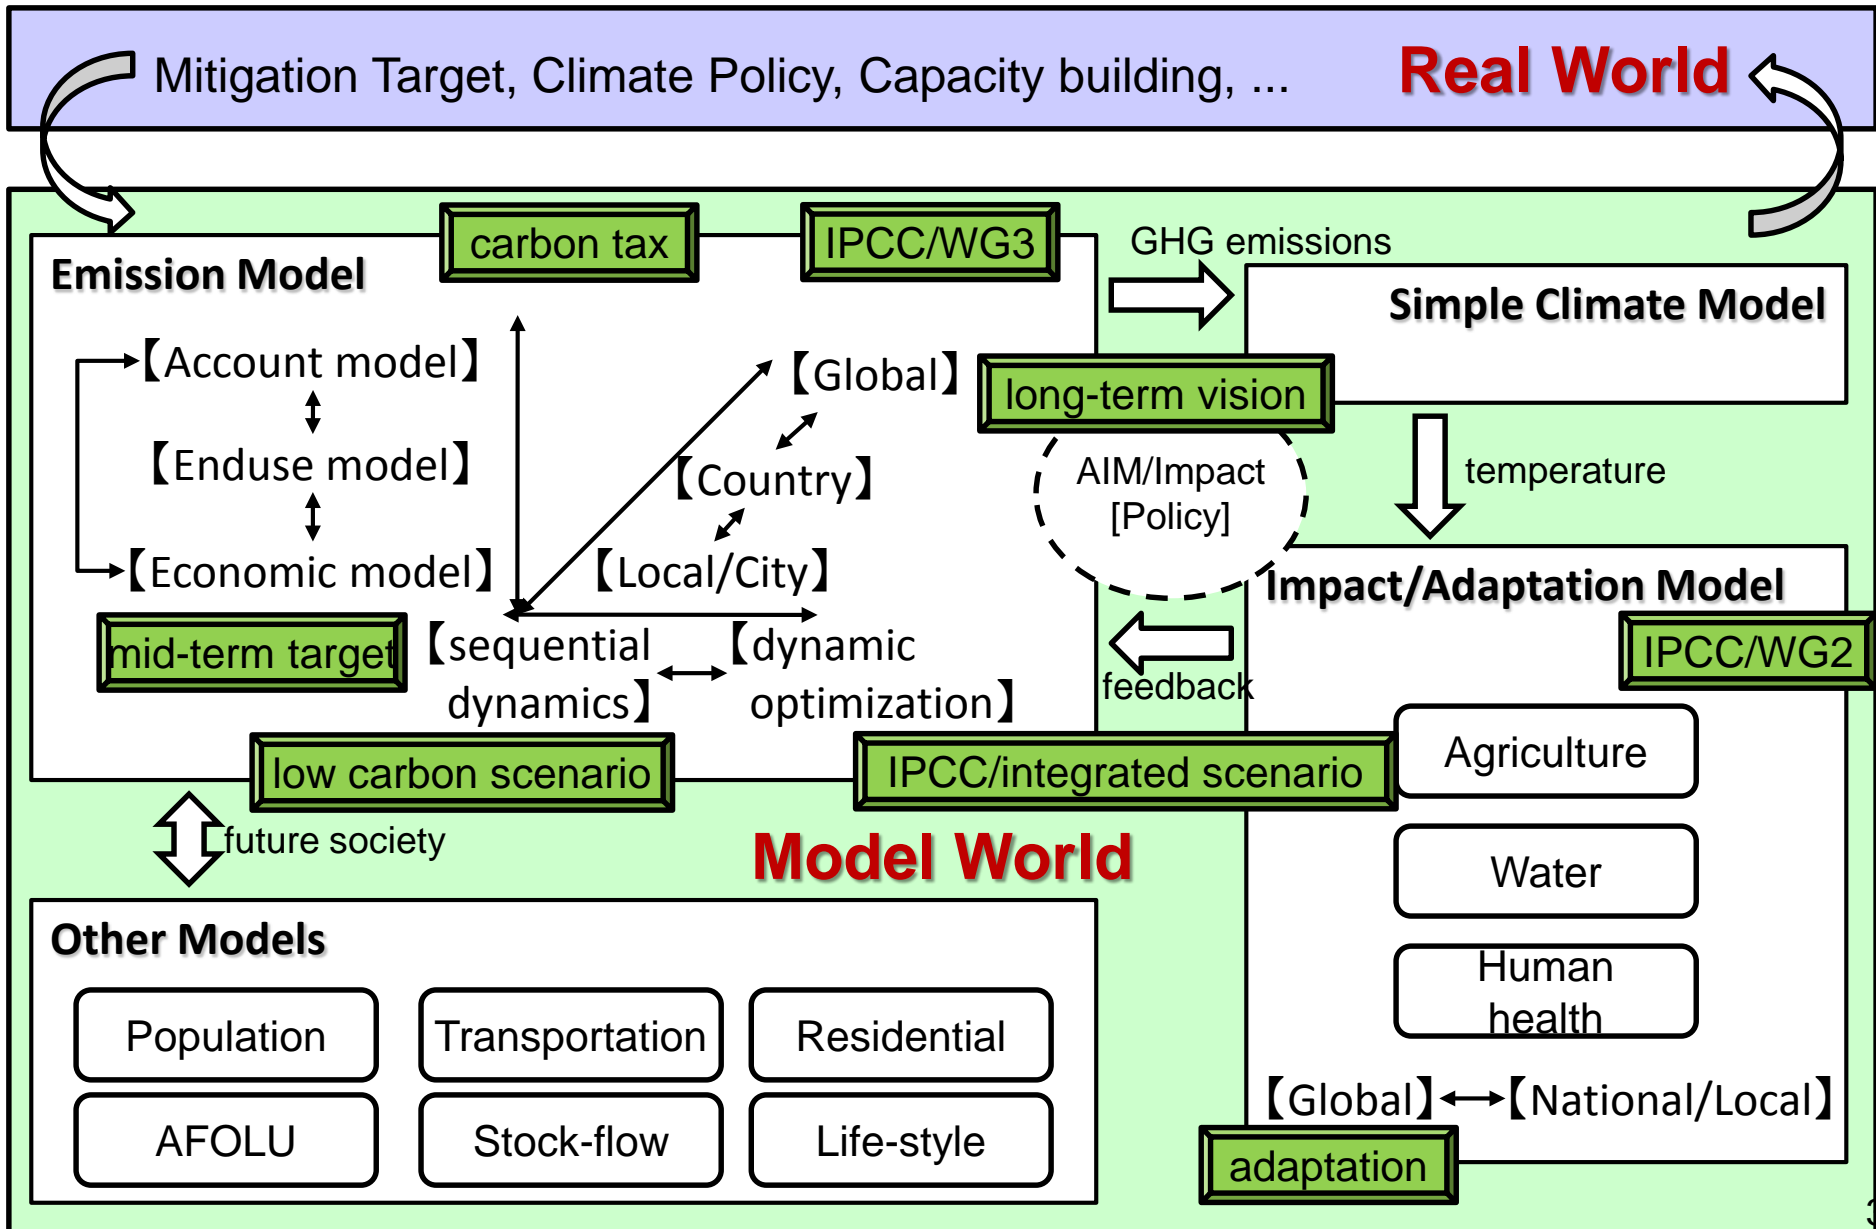 Mitigation Target, Climate Policy, Capacity building, ...
Real World
carbon tax
IPCC/WG3
GHG emissions
Emission Model
Simple Climate Model
【Account model】
【Global】
long-term vision
【Enduse model】
【Country】
AIM/Impact
[Policy]
temperature
【Economic model】
【Local/City】
Impact/Adaptation Model
mid-term target
【sequential
dynamics】
【dynamic
optimization】
feedback
IPCC/WG2
low carbon scenario
IPCC/integrated scenario
Agriculture
future society
Model World
Water
Other Models
Human
health
Population
Transportation
Residential
AFOLU
Stock-flow
Life-style
【Global】
【National/Local】
adaptation